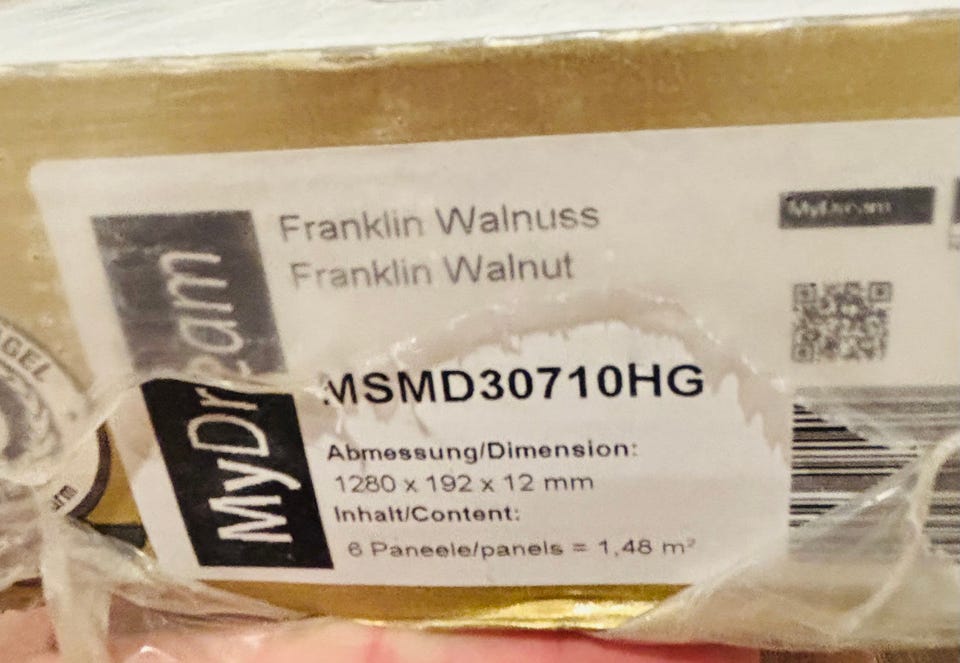 MyDream
Franklin Walnuss
Franklin Walnut
MSMD30710HG
Abmessung/Dimension:
1280 x 192 x 12 mm
Inhalt/Content:
6 Paneele/panels = 1,48 m²
MyDream